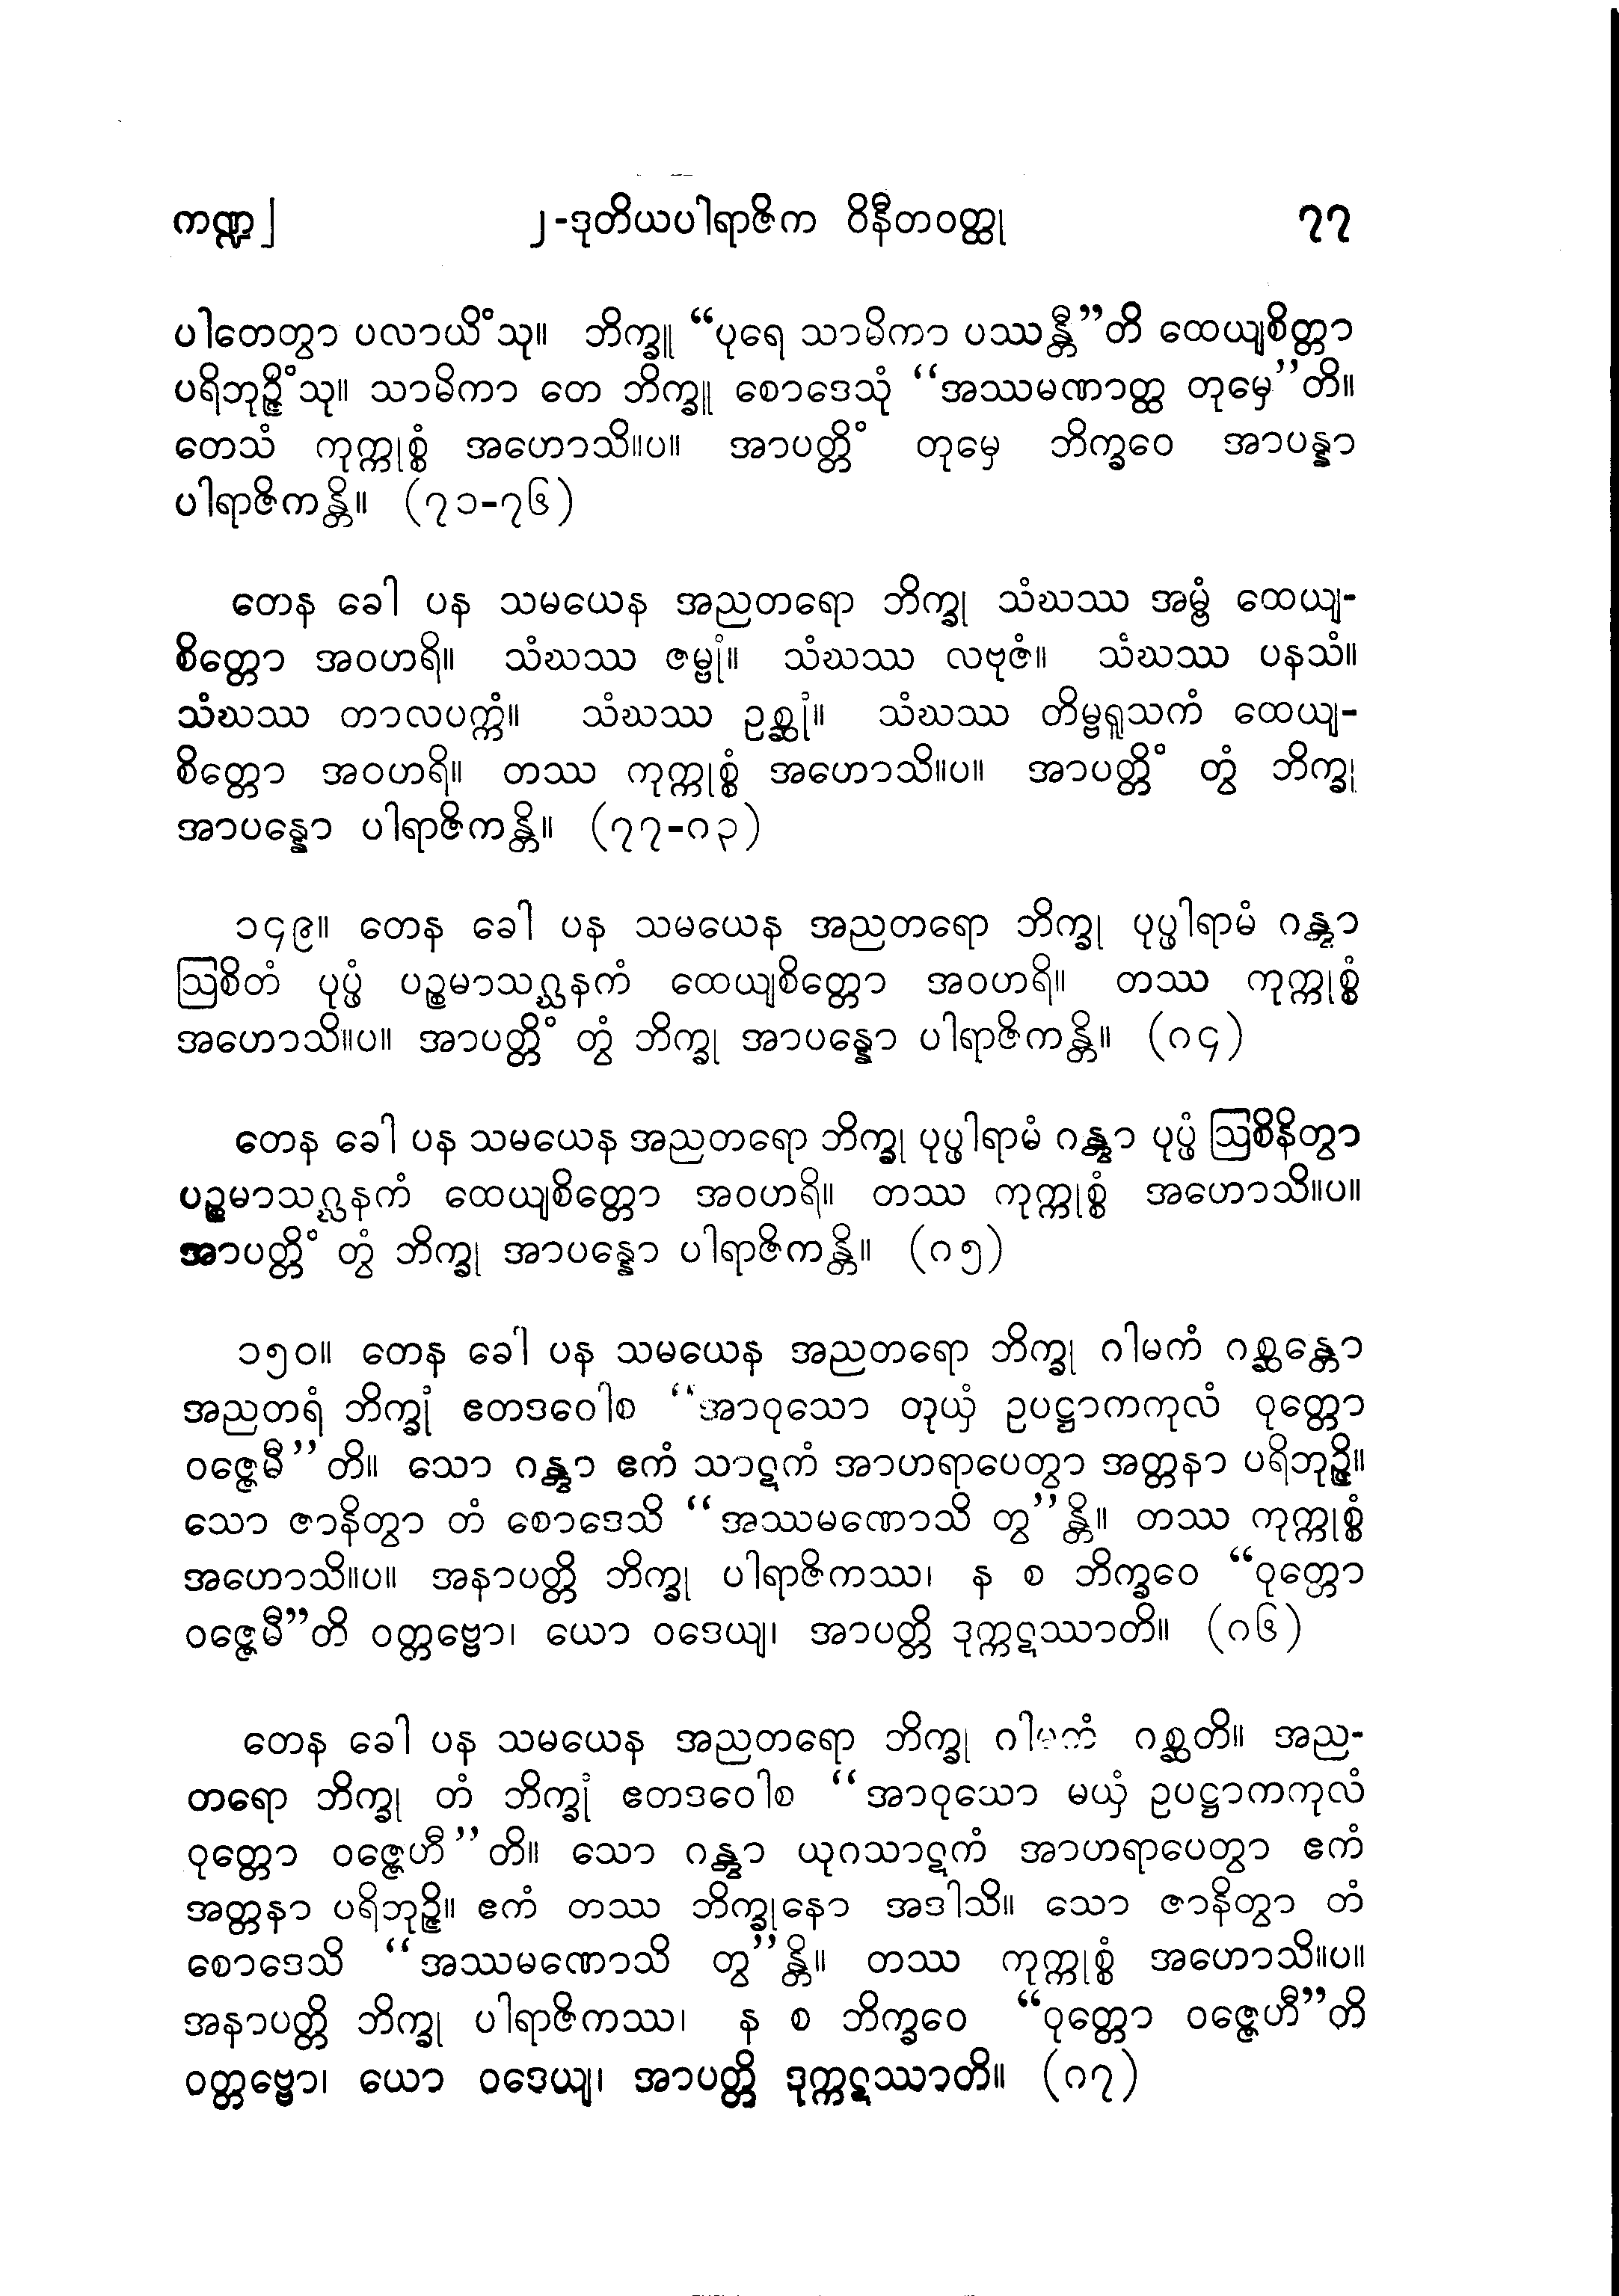 ကဏ္ဍ]
၂-ဒုတိယပါရာဇိက ဝိနီတဝတ္ထု
၇၇
ပါတေတွာ ပလာယိံသု။ ဘိက္ခူ “ပုရေ သာမိကာ ပဿန္တီ”တိ ထေယျစိတ္တာ
ပရိဘုဉ္ဇိံသု။ သာမိကာ တေ ဘိက္ခူ စောဒေသုံ “အဿမဏာတ္ထ တုမှေ”တိ။
တေသံ ကုက္ကုစ္စံ အဟောသိ။ပ။ အာပတ္တိံ တုမှေ ဘိက္ခဝေ အာပန္နာ
ပါရာဇိကန္တိ။ (၇၁-၇၆)
တေန ခေါ ပန သမယေန အညတရော ဘိက္ခု သံဃဿ အမ္ဗံ ထေယျ-
စိတ္တော အဝဟရိ။ သံဃဿ ဇမ္ဗုံ။ သံဃဿ လဗုဇံ။ သံဃဿ ပနသံ။
သံဃဿ တာလပက္ကံ။ သံဃဿ ဥစ္ဆုံ။ သံဃဿ တိမ္ဗရူသကံ ထေယျ-
စိတ္တော အဝဟရိ။ တဿ ကုက္ကုစ္စံ အဟောသိ။ပ။ အာပတ္တိံ တွံ ဘိက္ခု
အာပန္နော ပါရာဇိကန္တိ။ (၇၇-၈၃)
၁၄၉။ တေန ခေါ ပန သမယေန အညတရော ဘိက္ခု ပုပ္ဖါရာမံ ဂန္တွာ
ဩစိတံ ပုပ္ဖံ ပဉ္စမာသဂ္ဃနကံ ထေယျစိတ္တော အဝဟရိ။ တဿ ကုက္ကုစ္စံ
အဟောသိ။ပ။ အာပတ္တိံ တွံ ဘိက္ခု အာပန္နော ပါရာဇိကန္တိ။ (၈၄)
တေန ခေါ ပန သမယေန အညတရော ဘိက္ခု ပုပ္ဖါရာမံ ဂန္တွာ ပုပ္ဖံ ဩစိနိတွာ
ပဉ္စမာသဂ္ဃနကံ ထေယျစိတ္တော အဝဟရိ။ တဿ ကုက္ကုစ္စံ အဟောသိ။ပ။
အာပတ္တိံ တွံ ဘိက္ခု အာပန္နော ပါရာဇိကန္တိ။ (၈၅)
၁၅၀။ တေန ခေါ ပန သမယေန အညတရော ဘိက္ခု ဂါမကံ ဂစ္ဆန္တော
အညတရံ ဘိက္ခုံ ဧတဒဝေါစ “အာဝုသော တုယှံ ဥပဋ္ဌာကကုလံ ဝုတ္တော
ဝဇ္ဇေမီ”တိ။ သော ဂန္တွာ ဧကံ သာဋကံ အာဟရာပေတွာ အတ္တနာ ပရိဘုဉ္ဇိ။
သော ဇာနိတွာ တံ စောဒေသိ “အဿမဏောသိ တွ”န္တိ။ တဿ ကုက္ကုစ္စံ
အဟောသိ။ပ။ အနာပတ္တိ ဘိက္ခု ပါရာဇိကဿ၊ န စ ဘိက္ခဝေ “ဝုတ္တော
ဝဇ္ဇေမီ”တိ ဝတ္တဗ္ဗော၊ ယော ဝဒေယျ၊ အာပတ္တိ ဒုက္ကဋဿာတိ။ (၈၆)
တေန ခေါ ပန သမယေန အညတရော ဘိက္ခု ဂါမကံ ဂစ္ဆတိ။ အည-
တရော ဘိက္ခု တံ ဘိက္ခုံ ဧတဒဝေါစ “အာဝုသော မယှံ ဥပဋ္ဌာကကုလံ
ဝုတ္တော ဝဇ္ဇေဟီ”တိ။ သော ဂန္တွာ ယုဂသာဋကံ အာဟရာပေတွာ ဧကံ
အတ္တနာ ပရိဘုဉ္ဇိ။ ဧကံ တဿ ဘိက္ခုနော အဒါသိ။ သော ဇာနိတွာ တံ
စောဒေသိ “အဿမဏောသိ တွ”န္တိ။ တဿ ကုက္ကုစ္စံ အဟောသိ။ပ။
အနာပတ္တိ ဘိက္ခု ပါရာဇိကဿ၊ န စ ဘိက္ခဝေ “ဝုတ္တော ဝဇ္ဇေဟီ”တိ
ဝတ္တဗ္ဗော၊ ယော ဝဒေယျ၊ အာပတ္တိ ဒုက္ကဋဿာတိ။ (၈၇)